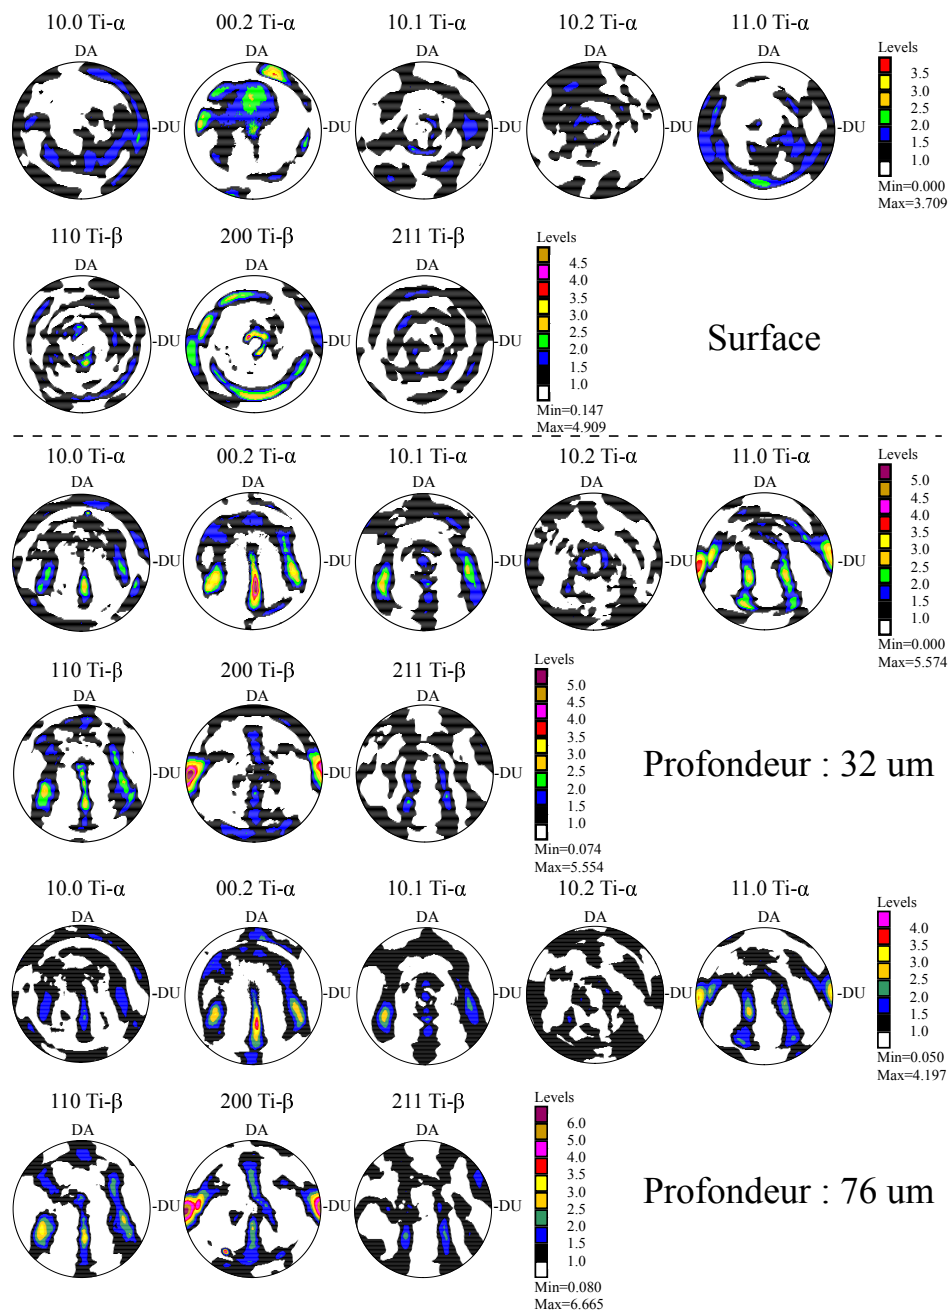 10.0 Ti-α 00.2 Ti-α 10.1 Ti-α 10.2 Ti-α 11.0 Ti-α
DA DA DA DA DA
-DU -DU -DU -DU -DU
Levels
3.5
3.0
2.5
2.0
1.5
1.0
Min=0.000
Max=3.709
110 Ti-β 200 Ti-β 211 Ti-β
DA DA DA
-DU -DU -DU
Levels
4.5
4.0
3.5
3.0
2.5
2.0
1.5
1.0
Min=0.147
Max=4.909
Surface
10.0 Ti-α 00.2 Ti-α 10.1 Ti-α 10.2 Ti-α 11.0 Ti-α
DA DA DA DA DA
-DU -DU -DU -DU -DU
Levels
5.0
4.5
4.0
3.5
3.0
2.5
2.0
1.5
1.0
Min=0.000
Max=5.574
110 Ti-β 200 Ti-β 211 Ti-β
DA DA DA
-DU -DU -DU
Levels
5.0
4.5
4.0
3.5
3.0
2.5
2.0
1.5
1.0
Min=0.074
Max=5.554
Profondeur : 32 um
10.0 Ti-α 00.2 Ti-α 10.1 Ti-α 10.2 Ti-α 11.0 Ti-α
DA DA DA DA DA
-DU -DU -DU -DU -DU
Levels
4.0
3.5
3.0
2.5
2.0
1.5
1.0
Min=0.050
Max=4.197
110 Ti-β 200 Ti-β 211 Ti-β
DA DA DA
-DU -DU -DU
Levels
6.0
5.0
4.0
3.5
3.0
2.5
2.0
1.5
1.0
Min=0.080
Max=6.665
Profondeur : 76 um